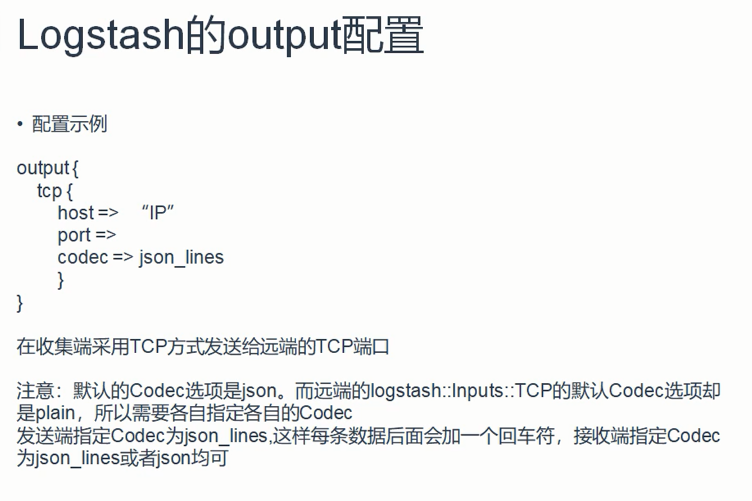 Logstash的output配置
• 配置示例
output {
tcp {
host => “IP”
port =>
codec => json_lines
}
}
在收集端采用TCP方式发送给远端的TCP端口
注意：默认的Codec选项是json。而远端的logstash::Inputs::TCP的默认Codec选项却
是plain，所以需要各自指定各自的Codec
发送端指定Codec为json_lines,这样每条数据后面会加一个回车符，接收端指定Codec
为json_lines或者json均可